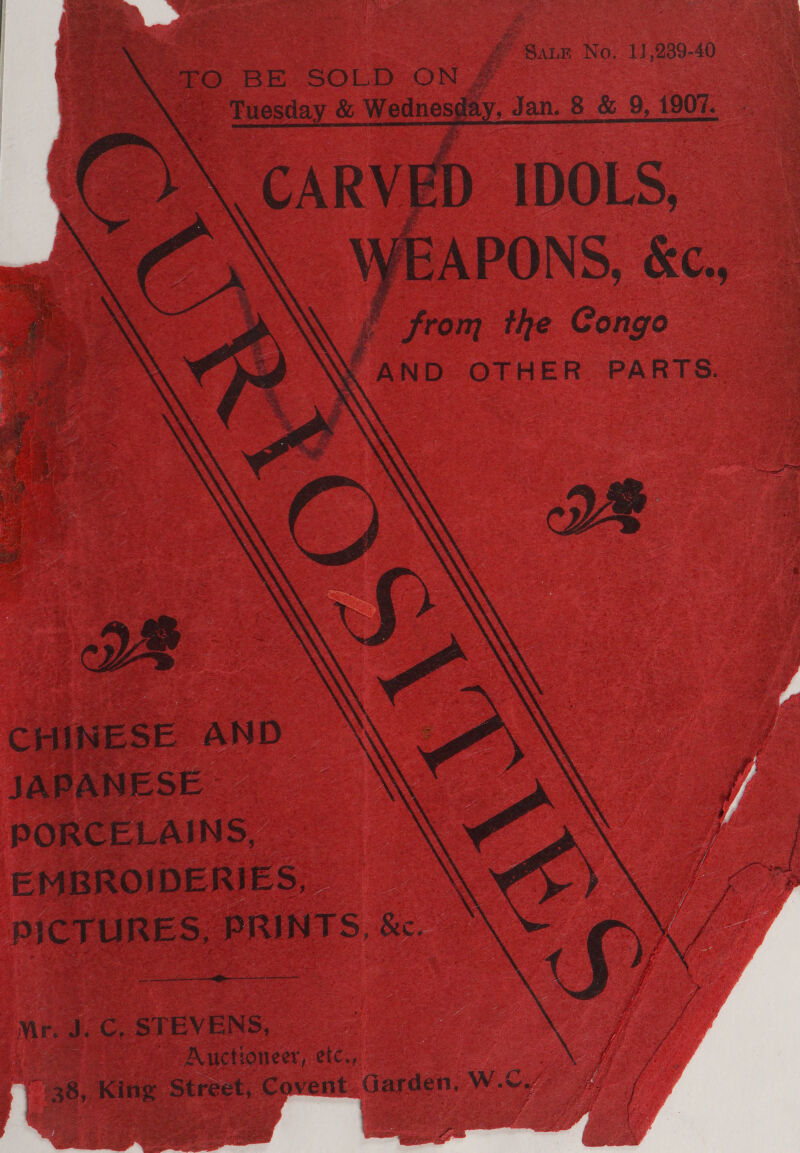 SALE No. 11,239-40
TO BE SOLD ON
Tuesday & Wednesday, Jan. 8 & 9, 1907.
CARVED IDOLS,
WEAPONS, &c.,
from the Congo
AND OTHER PARTS.
CURIOSITIES
CHINESE AND
JAPANESE
PORCELAINS,
EMBROIDERIES,
PICTURES, PRINTS, &c.
Mr. J. C. STEVENS,
Auctioneer, etc.,
38, King Street, Covent Garden, W.C.